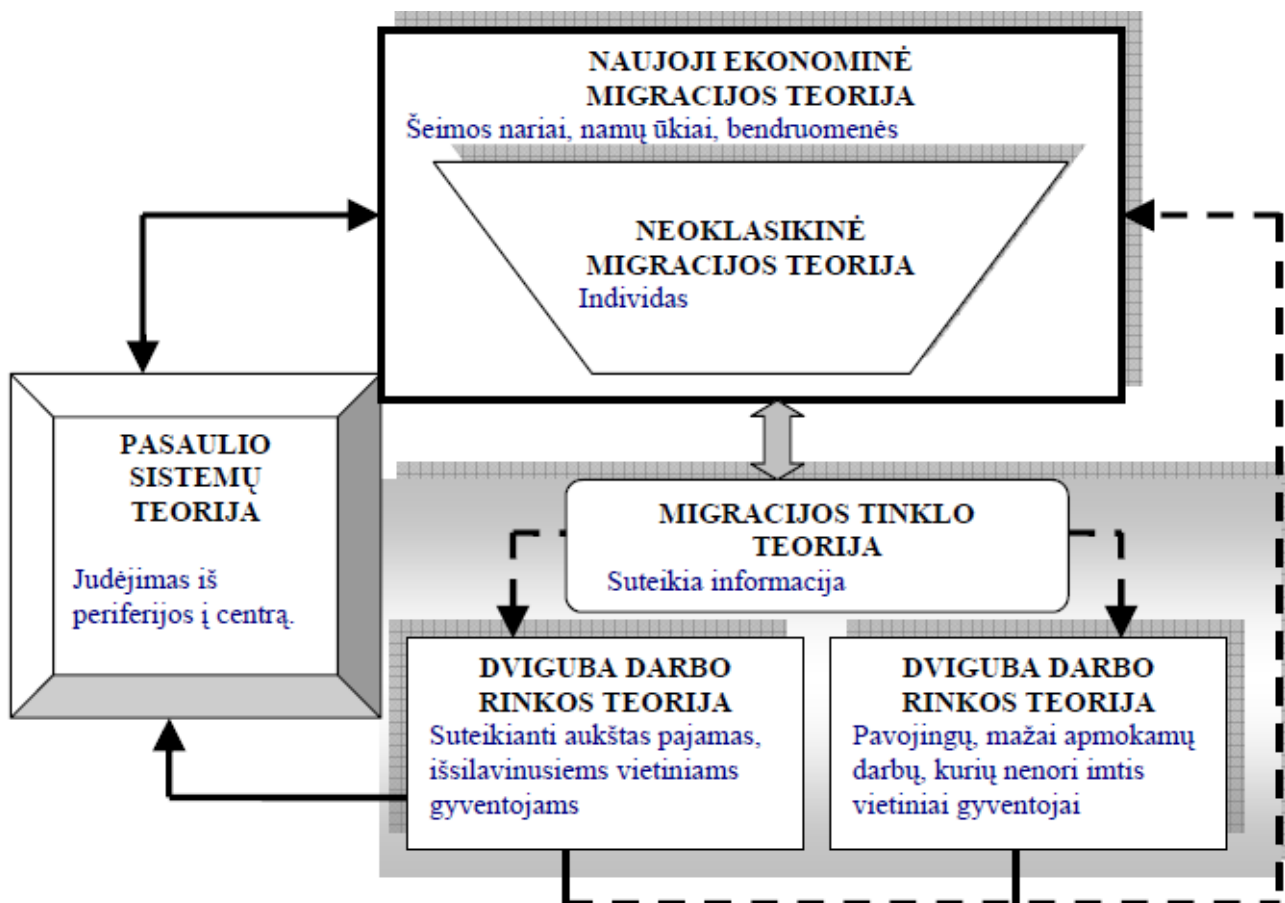 NAUJOJI EKONOMINĖ
MIGRACIJOS TEORIJA
Šeimos nariai, namų ūkiai, bendruomenės
NEOKLASIKINĖ
MIGRACIJOS TEORIJA
Individas
PASAULIO
SISTEMŲ
TEORIJA
Judėjimas iš
periferijos į centrą.
MIGRACIJOS TINKLO
TEORIJA
Suteikia informacija
DVIGUBA DARBO
RINKOS TEORIJA
Suteikianti aukštas pajamas,
išsilavinusiems vietiniams
gyventojams
DVIGUBA DARBO
RINKOS TEORIJA
Pavojingų, mažai apmokamų
darbų, kurių nenori imtis
vietiniai gyventojai